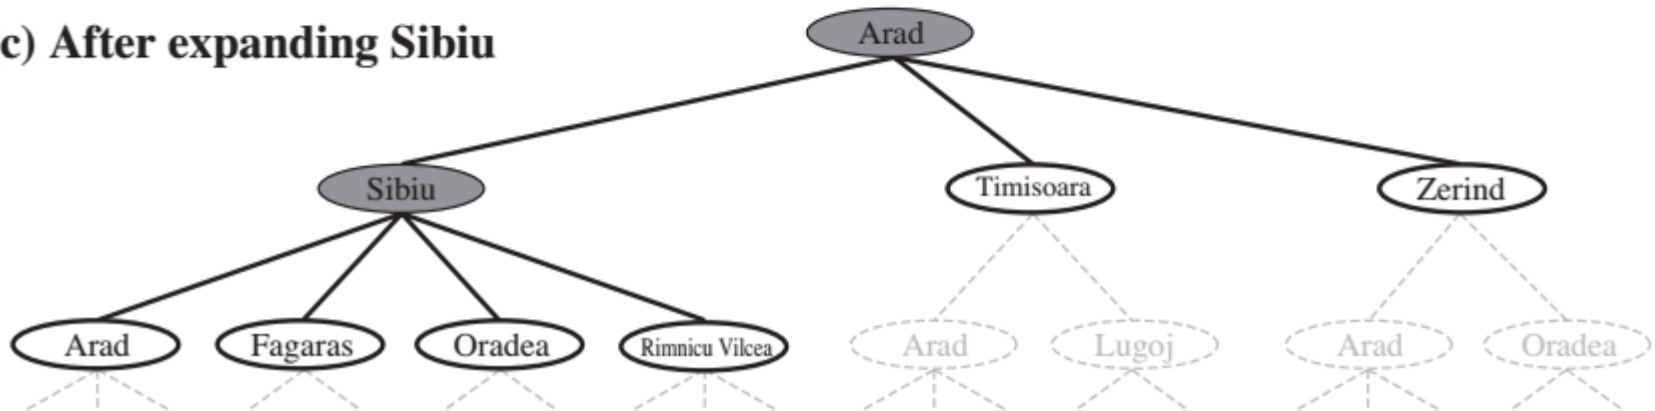 c) After expanding Sibiu
Arad
Sibiu
Timisoara
Zerind
Arad
Fagaras
Oradea
Rimnicu Vilcea
Arad
Lugoj
Arad
Oradea